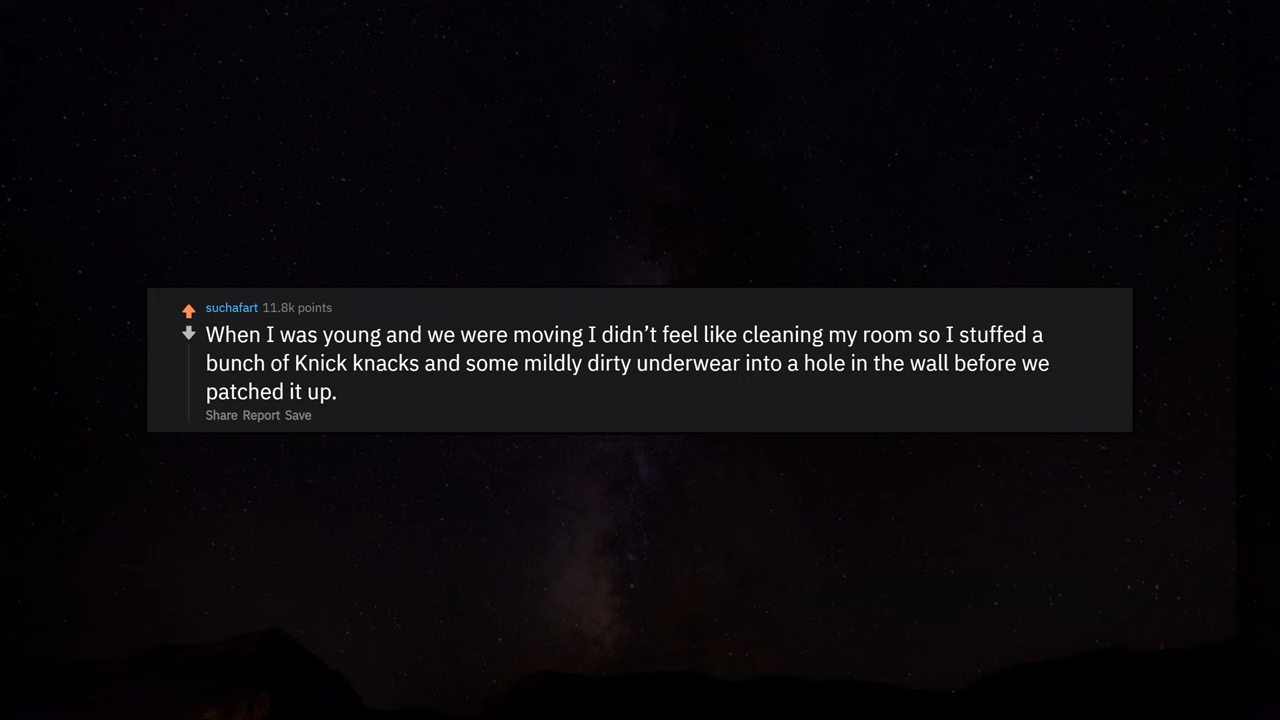 suchafart 11.8k points
When I was young and we were moving I didn’t feel like cleaning my room so I stuffed a
bunch of Knick knacks and some mildly dirty underwear into a hole in the wall before we
patched it up.
Share Report Save